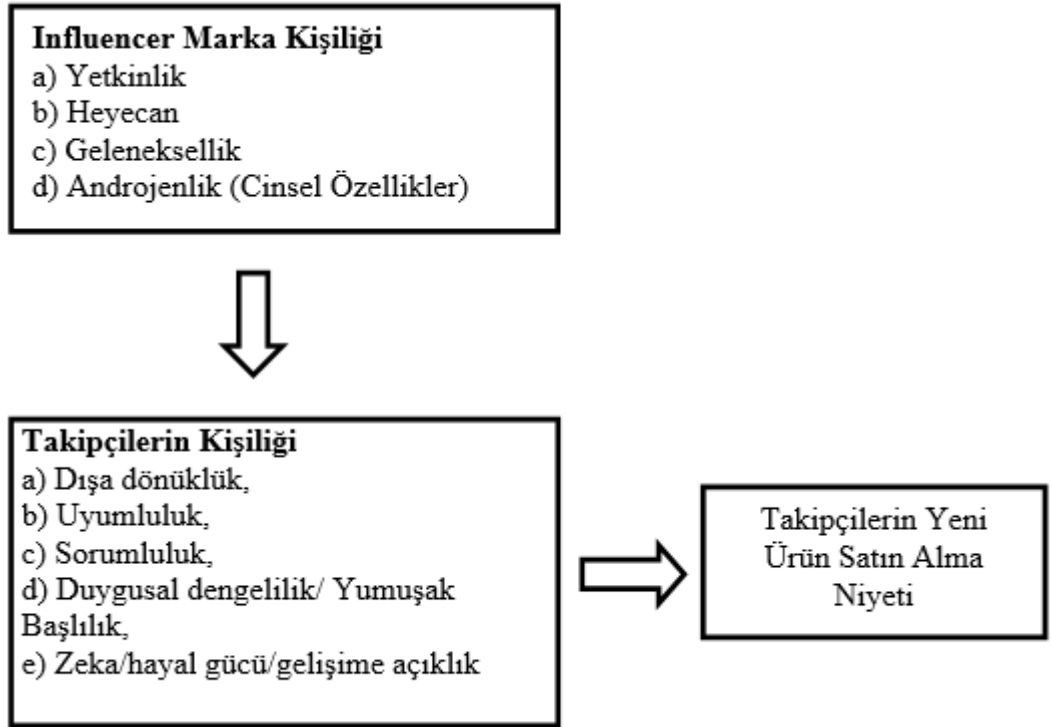 Influencer Marka Kişiliği
a) Yetkinlik
b) Heyecan
c) Geleneksellik
d) Androjenlik (Cinsel Özellikler)
Takipçilerin Kişiliği
a) Dışa dönüklük,
b) Uyumluluk,
c) Sorumluluk,
d) Duygusal dengelilik/ Yumuşak
Başlılık,
e) Zeka/hayal gücü/gelişime açıklık
Takipçilerin Yeni
Ürün Satın Alma
Niyeti